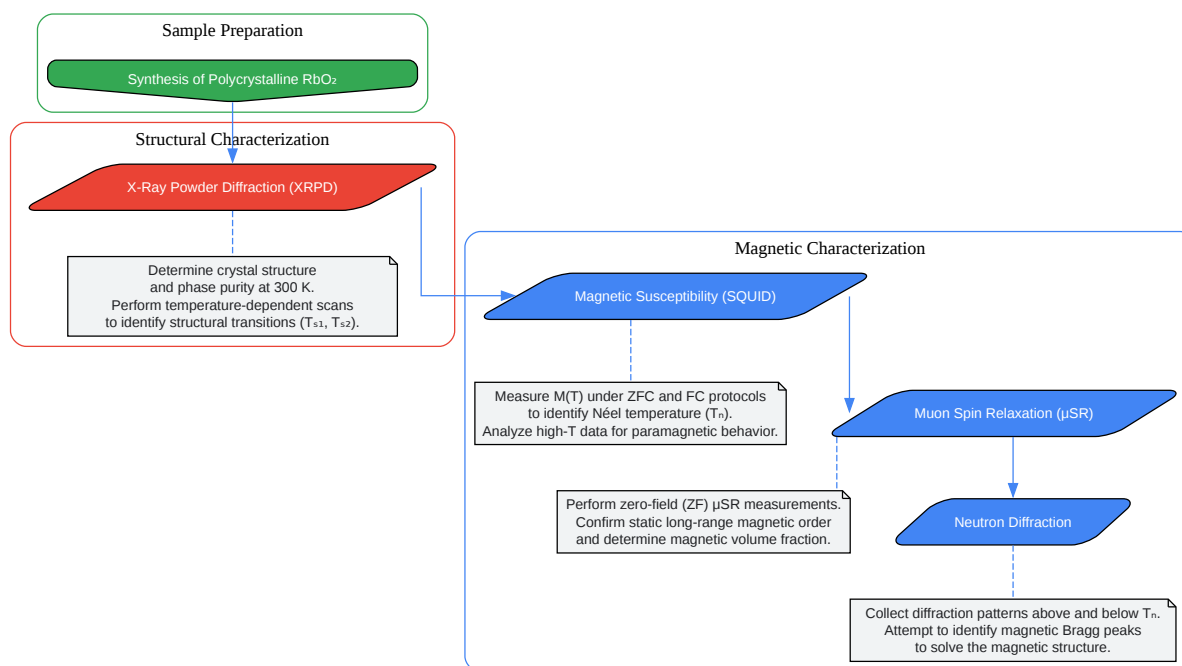 Sample Preparation
Synthesis of Polycrystalline RbO₂
Structural Characterization
X-Ray Powder Diffraction (XRPD)
Determine crystal structure
and phase purity at 300 K.
Perform temperature-dependent scans
to identify structural transitions (Tₛ₁, Tₛ₂).
Magnetic Characterization
Magnetic Susceptibility (SQUID)
Measure M(T) under ZFC and FC protocols
to identify Néel temperature (Tₙ).
Analyze high-T data for paramagnetic behavior.
Muon Spin Relaxation (μSR)
Perform zero-field (ZF) μSR measurements.
Confirm static long-range magnetic order
and determine magnetic volume fraction.
Neutron Diffraction
Collect diffraction patterns above and below Tₙ.
Attempt to identify magnetic Bragg peaks
to solve the magnetic structure.